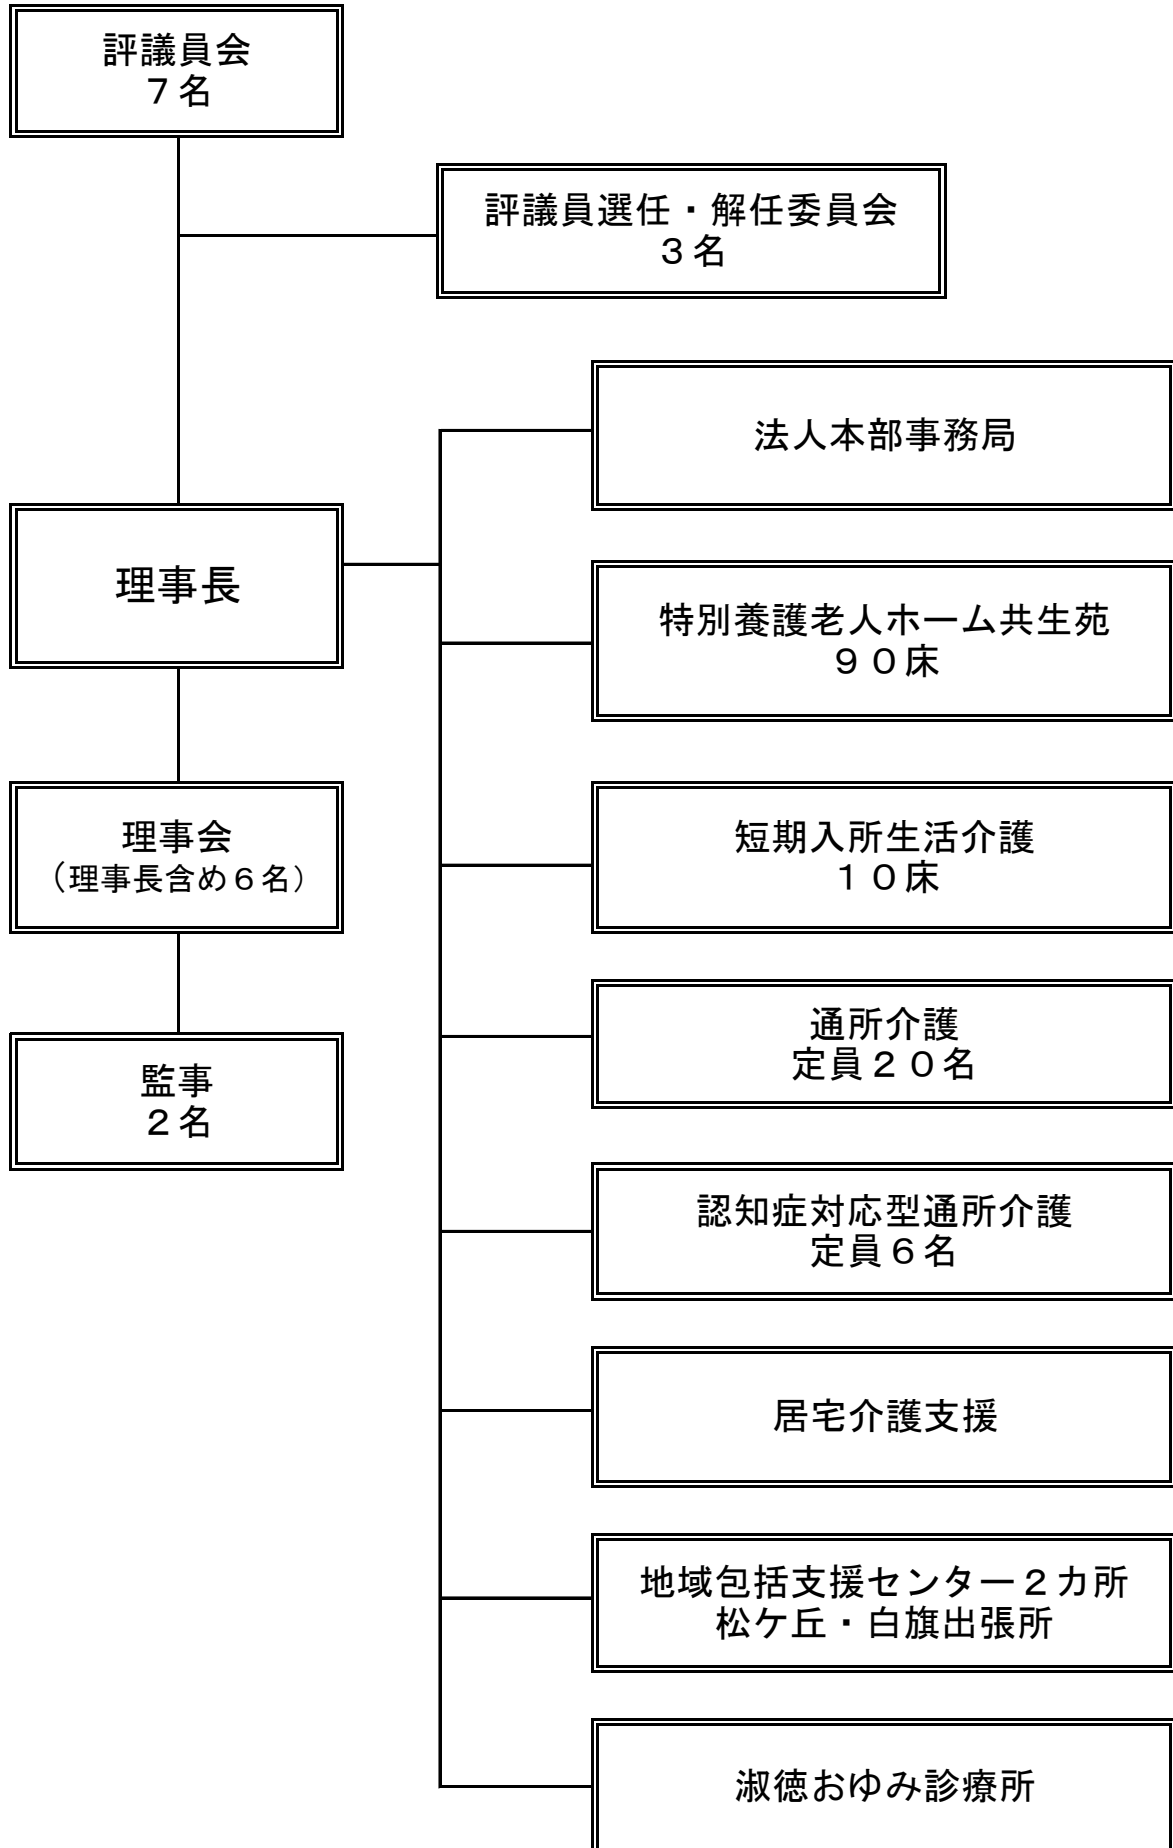 評議員会
７名
評議員選任・解任委員会
３名
法人本部事務局
理事長
特別養護老人ホーム共生苑
９０床
理事会
（理事長含め６名）
短期入所生活介護
１０床
通所介護
定員２０名
監事
２名
認知症対応型通所介護
定員６名
居宅介護支援
地域包括支援センター２カ所
松ケ丘・白旗出張所
淑徳おゆみ診療所